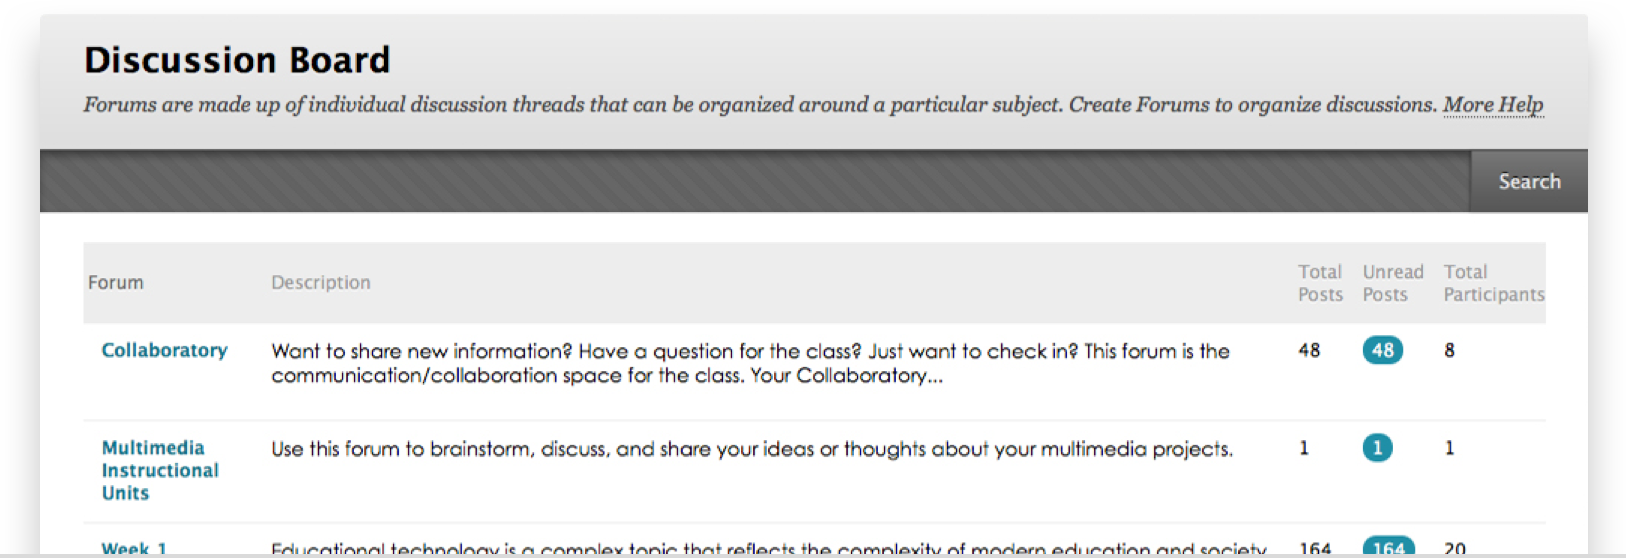 Discussion Board
Forums are made up of individual discussion threads that can be organized around a particular subject. Create Forums to organize discussions. More Help
Search
Forum Description Total Posts Unread Posts Total Participants
Collaboratory
Want to share new information? Have a question for the class? Just want to check in? This forum is the
communication/collaboration space for the class. Your Collaboratory...
48 48 8
Multimedia
Instructional
Units
Use this forum to brainstorm, discuss, and share your ideas or thoughts about your multimedia projects.
1 1 1
Week 1 Educational technology is a complex topic that reflects the complexity of modern education and society 164 164 20